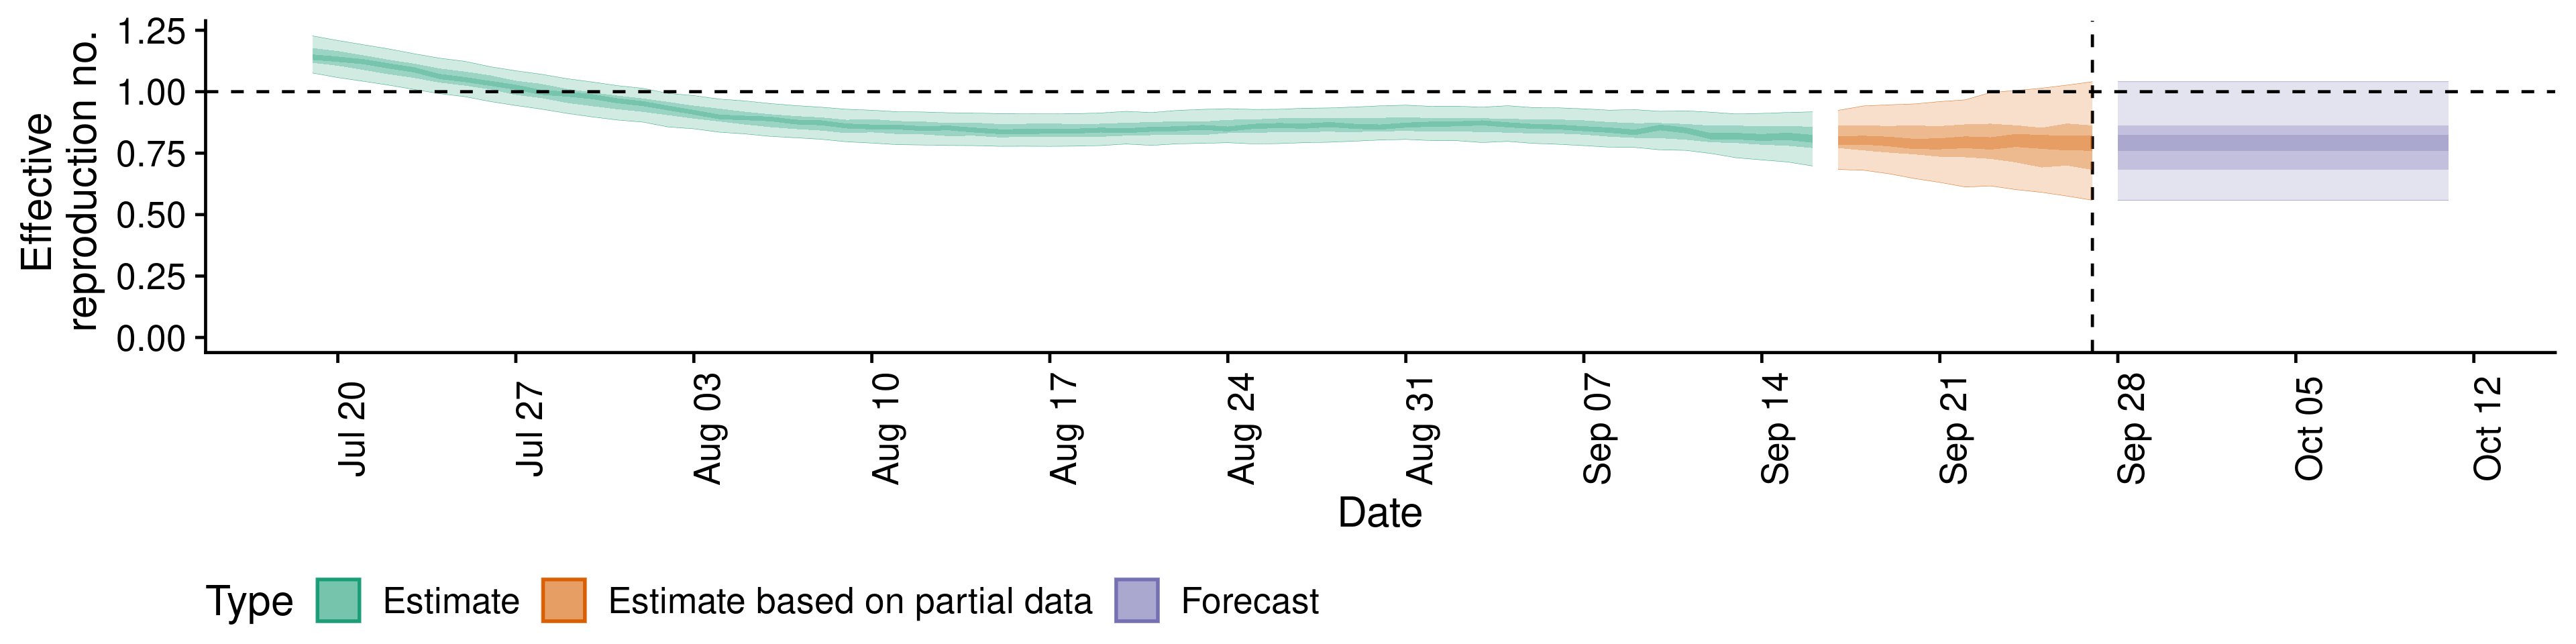 Effective
reproduction no.
1.25
1.00
0.75
0.50
0.25
0.00
Jul 20
Jul 27
Aug 03
Aug 10
Aug 17
Aug 24
Aug 31
Sep 07
Sep 14
Sep 21
Sep 28
Oct 05
Oct 12
Date
Type Estimate Estimate based on partial data Forecast